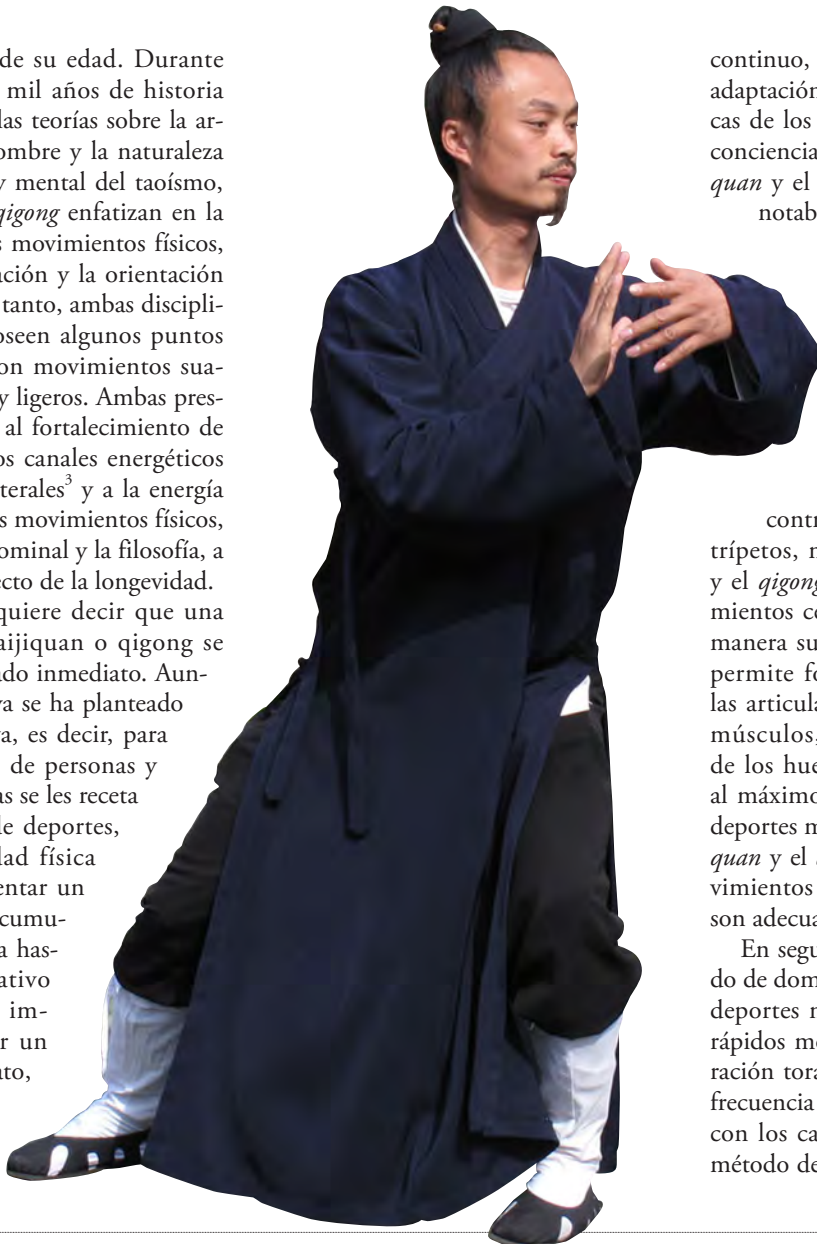 de su edad. Durante
mil años de historia
las teorías sobre la ar-
ombre y la naturaleza
y mental del taoísmo,
qigong enfatizan en la
s movimientos físicos,
ación y la orientación
tanto, ambas discipli-
oseen algunos puntos
on movimientos sua-
y ligeros. Ambas pres-
al fortalecimiento de
os canales energéticos
terales³ y a la energía
s movimientos físicos,
ominal y la filosofía, a
ecto de la longevidad.
quiere decir que una
aijiquan o qigong se
do inmediato. Aun-
va se ha planteado
va, es decir, para
de personas y
as se les receta
de deportes,
dad física
entar un
cumu-
a has-
ativo
im-
r un
ato,
continuo,
adaptación
cas de los
conciencia
quan y el
notab
contr
trípetos, n
y el qigong
mientos co
manera su
permite fo
las articula
músculos,
de los hue
al máximo
deportes m
quan y el
vimientos
son adecua
En segu
do de dom
deportes n
rápidos mo
ración tora
frecuencia
con los ca
método de